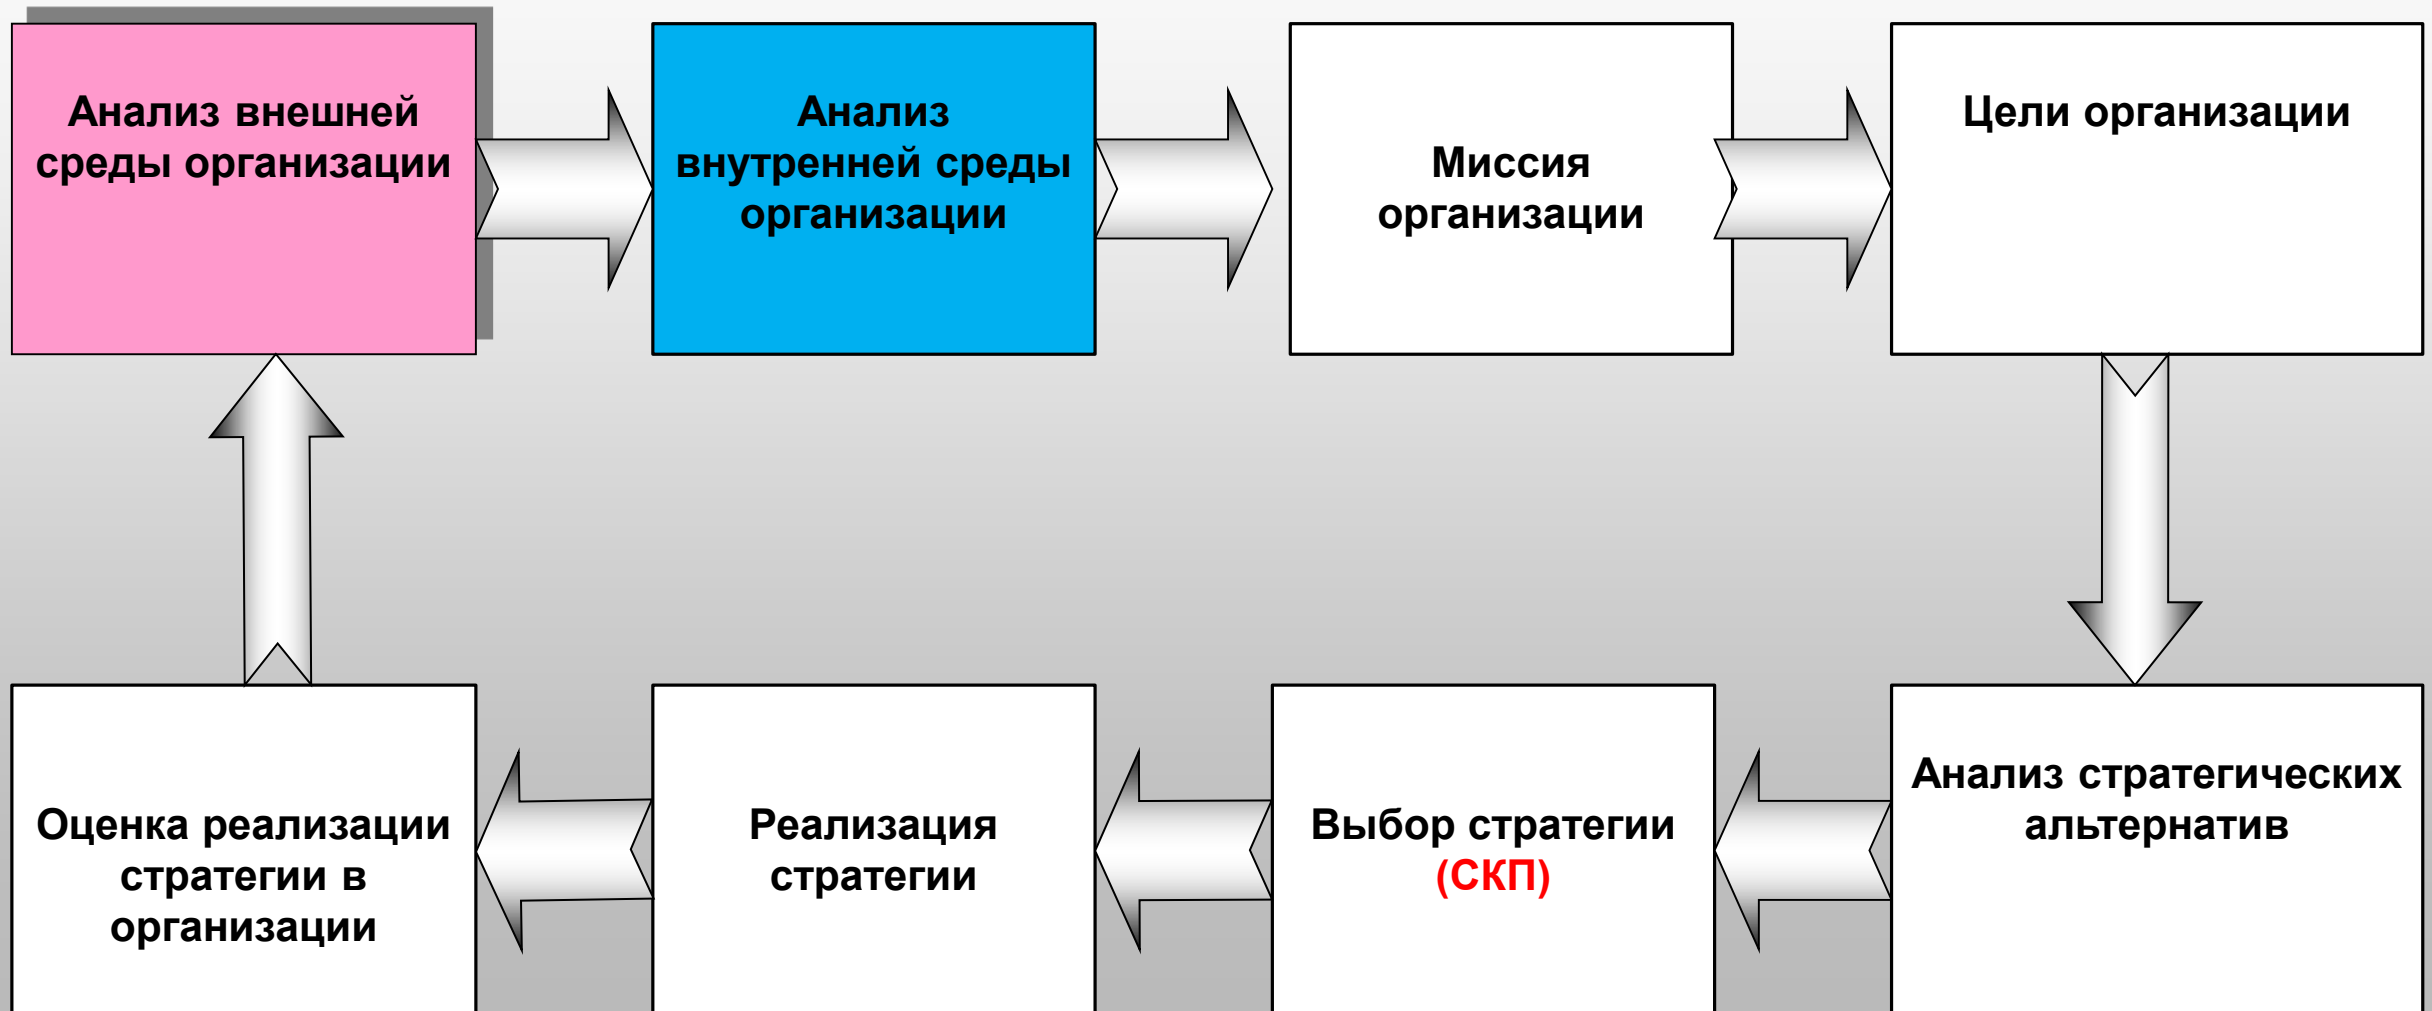 Анализ внешней
среды организации
Анализ
внутренней среды
организации
Миссия
организации
Цели организации
Оценка реализации
стратегии в
организации
Реализация
стратегии
Выбор стратегии
(СКП)
Анализ стратегических
альтернатив